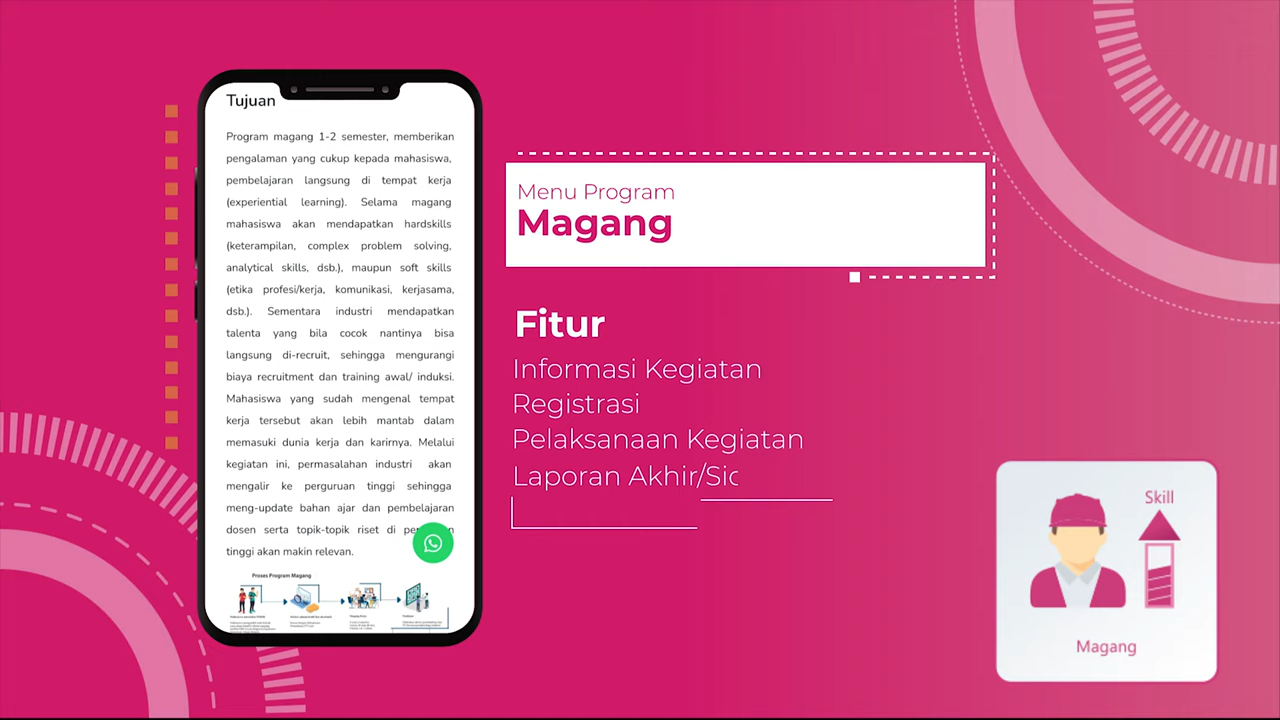 Tujuan
Program magang 1-2 semester, memberikan
pengalaman yang cukup kepada mahasiswa,
pembelajaran langsung di tempat kerja
(experiential learning). Selama magang
mahasiswa akan mendapatkan hardskills
(keterampilan, complex problem solving,
analytical skills, dsb.), maupun soft skills
(etika profesi/kerja, komunikasi, kerjasama,
dsb.). Sementara industri mendapatkan
talenta yang bila cocok nantinya bisa
langsung di-recruit, sehingga mengurangi
biaya recruitment dan training awal/ induksi.
Mahasiswa yang sudah mengenal tempat
kerja tersebut akan lebih mantab dalam
memasuki dunia kerja dan karirnya. Melalui
kegiatan ini, permasalahan industri akan
mengalir ke perguruan tinggi sehingga
meng-update bahan ajar dan pembelajaran
dosen serta topik-topik riset di
tinggi akan makin relevan.
Proses Program Magang
Menu Program
Magang
Fitur
Informasi Kegiatan
Registrasi
Pelaksanaan Kegiatan
Laporan Akhir/Sic
Skill
Magang